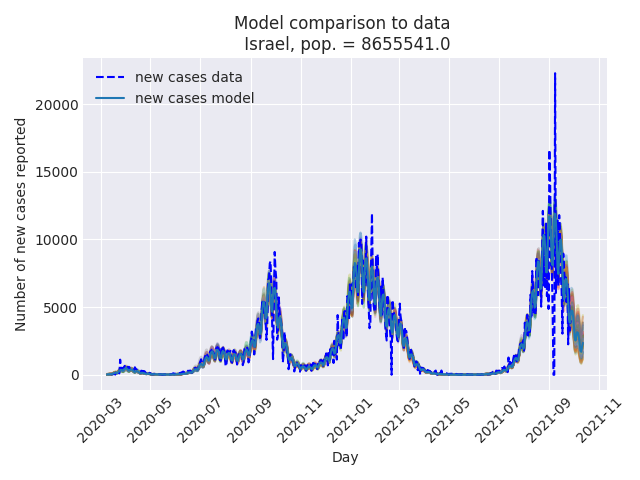 Model comparison to data
Israel, pop. = 8655541.0
new cases data
new cases model
Number of new cases reported
20000
15000
10000
5000
0
2020-03
2020-05
2020-07
2020-09
2020-11
2021-01
2021-03
2021-05
2021-07
2021-09
2021-11
Day